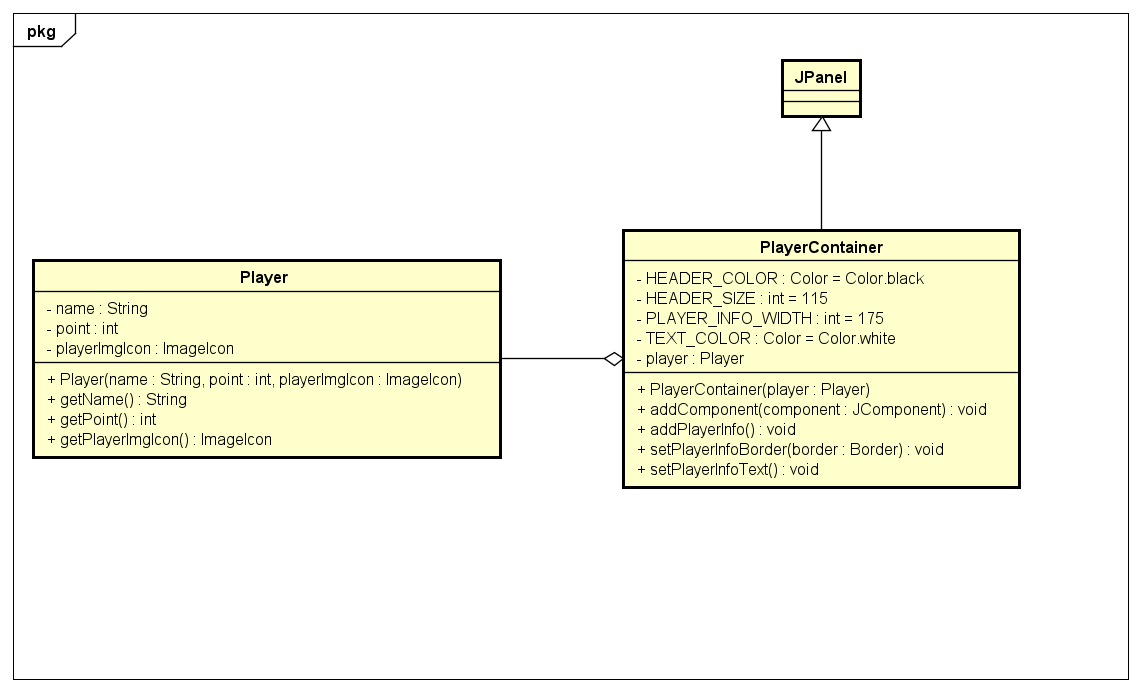 pkg
JPanel
Player
- name : String
- point : int
- playerImgIcon : ImageIcon
+ Player(name : String, point : int, playerImgIcon : ImageIcon)
+ getName() : String
+ getPoint() : int
+ getPlayerImgIcon() : ImageIcon
PlayerContainer
- HEADER_COLOR : Color = Color.black
- HEADER_SIZE : int = 115
- PLAYER_INFO_WIDTH : int = 175
- TEXT_COLOR : Color = Color.white
- player : Player
+ PlayerContainer(player : Player)
+ addComponent(component : JComponent) : void
+ addPlayerInfo() : void
+ setPlayerInfoBorder(border : Border) : void
+ setPlayerInfoText() : void